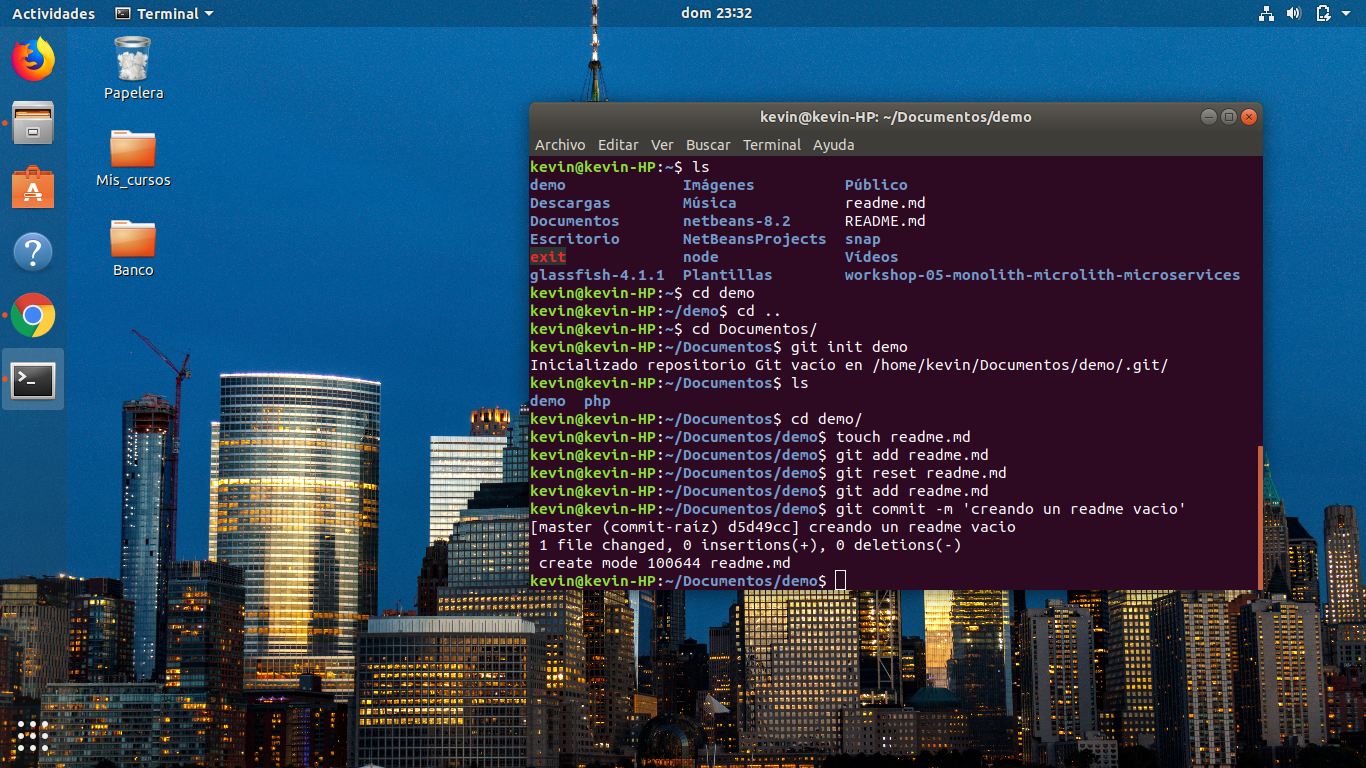 Actividades Terminal dom 23:32
Papelera
Mis_cursos
Banco
kevin@kevin-HP: ~/Documentos/demo
Archivo Editar Ver Buscar Terminal Ayuda
kevin@kevin-HP:~$ ls
demo Imágenes Público
Descargas Música readme.md
Documentos netbeans-8.2 README.md
Escritorio NetBeansProjects snap
exit node Vídeos
glassfish-4.1.1 Plantillas workshop-05-monolith-microlith-microservices
kevin@kevin-HP:~$ cd demo
kevin@kevin-HP:~/demo$ cd ..
kevin@kevin-HP:~$ cd Documentos/
kevin@kevin-HP:~/Documentos$ git init demo
Inicializado repositorio Git vacío en /home/kevin/Documentos/demo/.git/
kevin@kevin-HP:~/Documentos$ ls
demo php
kevin@kevin-HP:~/Documentos$ cd demo/
kevin@kevin-HP:~/Documentos/demo$ touch readme.md
kevin@kevin-HP:~/Documentos/demo$ git add readme.md
kevin@kevin-HP:~/Documentos/demo$ git reset readme.md
kevin@kevin-HP:~/Documentos/demo$ git add readme.md
kevin@kevin-HP:~/Documentos/demo$ git commit -m 'creando un readme vacio'
[master (commit-raíz) d5d49cc] creando un readme vacio
1 file changed, 0 insertions(+), 0 deletions(-)
create mode 100644 readme.md
kevin@kevin-HP:~/Documentos/demo$